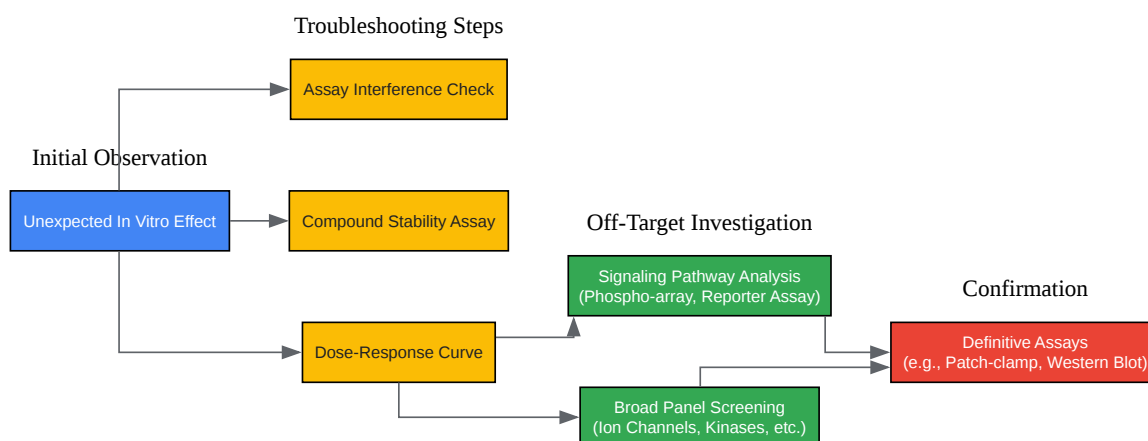 Troubleshooting Steps
Assay Interference Check
Initial Observation
Unexpected In Vitro Effect
Compound Stability Assay
Off-Target Investigation
Signaling Pathway Analysis
(Phospho-array, Reporter Assay)
Confirmation
Dose-Response Curve
Definitive Assays
(e.g., Patch-clamp, Western Blot)
Broad Panel Screening
(Ion Channels, Kinases, etc.)